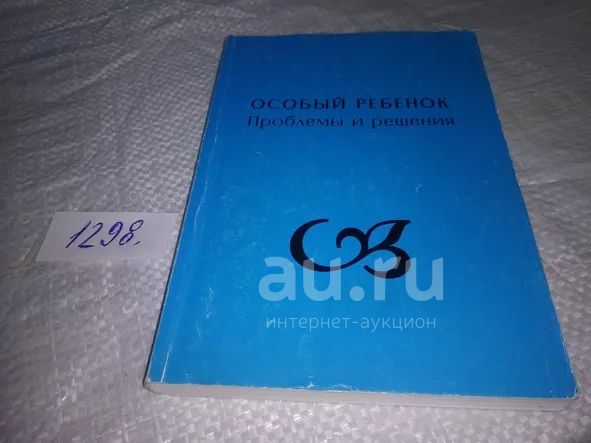 ОСОБЫЙ РЕБЕНОК
Проблемы и решения
1298.
au.ru
интернет-аукцион